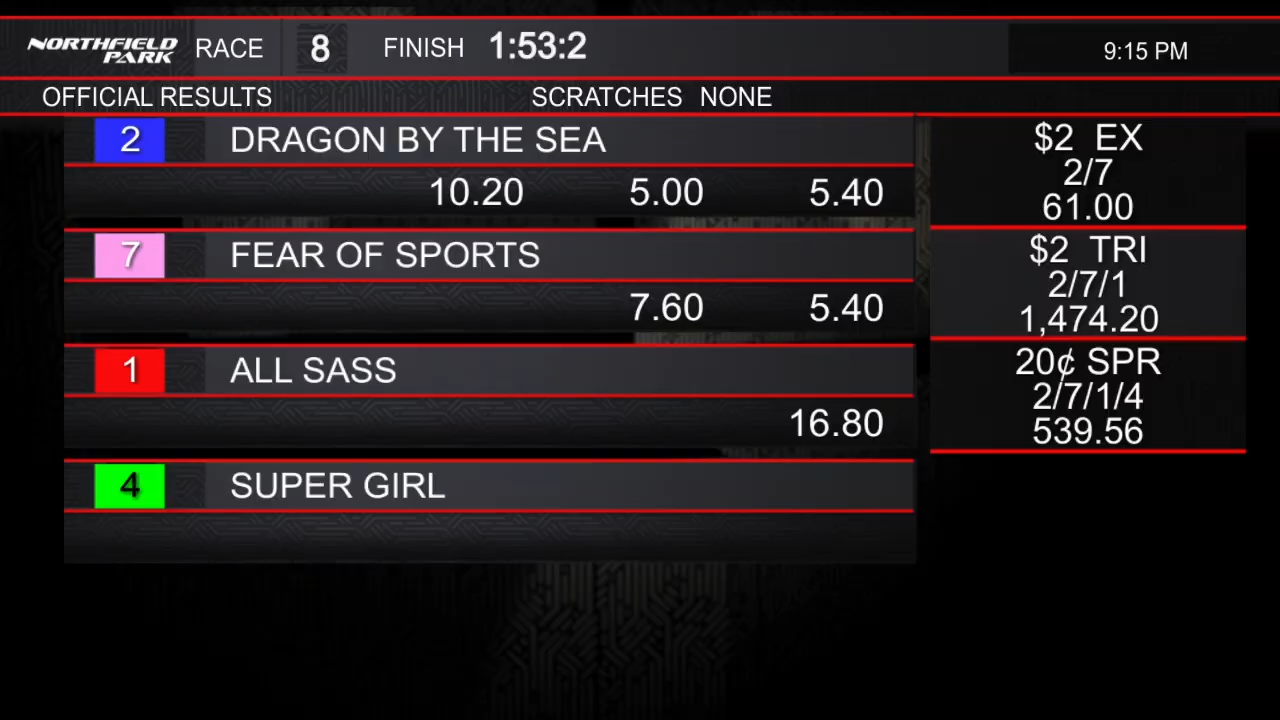 NORTHFIELD PARK RACE 8 FINISH 1:53:2 9:15 PM
OFFICIAL RESULTS SCRATCHES NONE
2 DRAGON BY THE SEA
10.20 5.00 5.40
7 FEAR OF SPORTS
7.60 5.40
1 ALL SASS
16.80
4 SUPER GIRL
$2 EX
2/7
61.00
$2 TRI
2/7/1
1,474.20
20¢ SPR
2/7/1/4
539.56